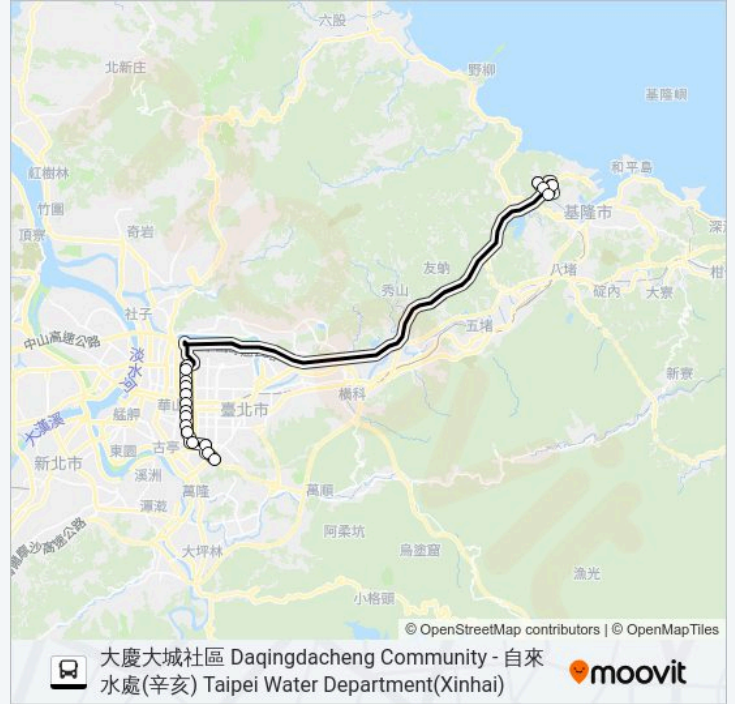 六股
北新庄
野柳
基隆嶼
和平島
紅樹林
竹圍
基隆市
頂寮
奇岩
友蚋
八堵
秀山
碇內
大寮
社子
中山高速公路
五堵
淡水河
新寮
橫科
華山
臺北市
艋舺
大漢溪
東園
古亭
新北市
溪洲
萬隆
萬順
阿柔坑
大坪林
烏塗窟
漁光
小格頭
© OpenStreetMap contributors | © OpenMapTiles
大慶大城社區 Daqingdacheng Community - 自來
水處(辛亥) Taipei Water Department(Xinhai)
moovit